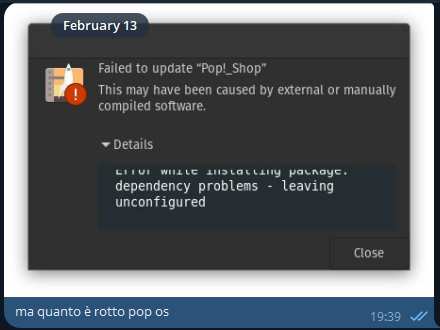 February 13
Failed to update “Pop!_Shop”
This may have been caused by external or manually
compiled software.
Details
Error while installing package:
dependency problems - leaving
unconfigured
Close
ma quanto è rotto pop os
19:39